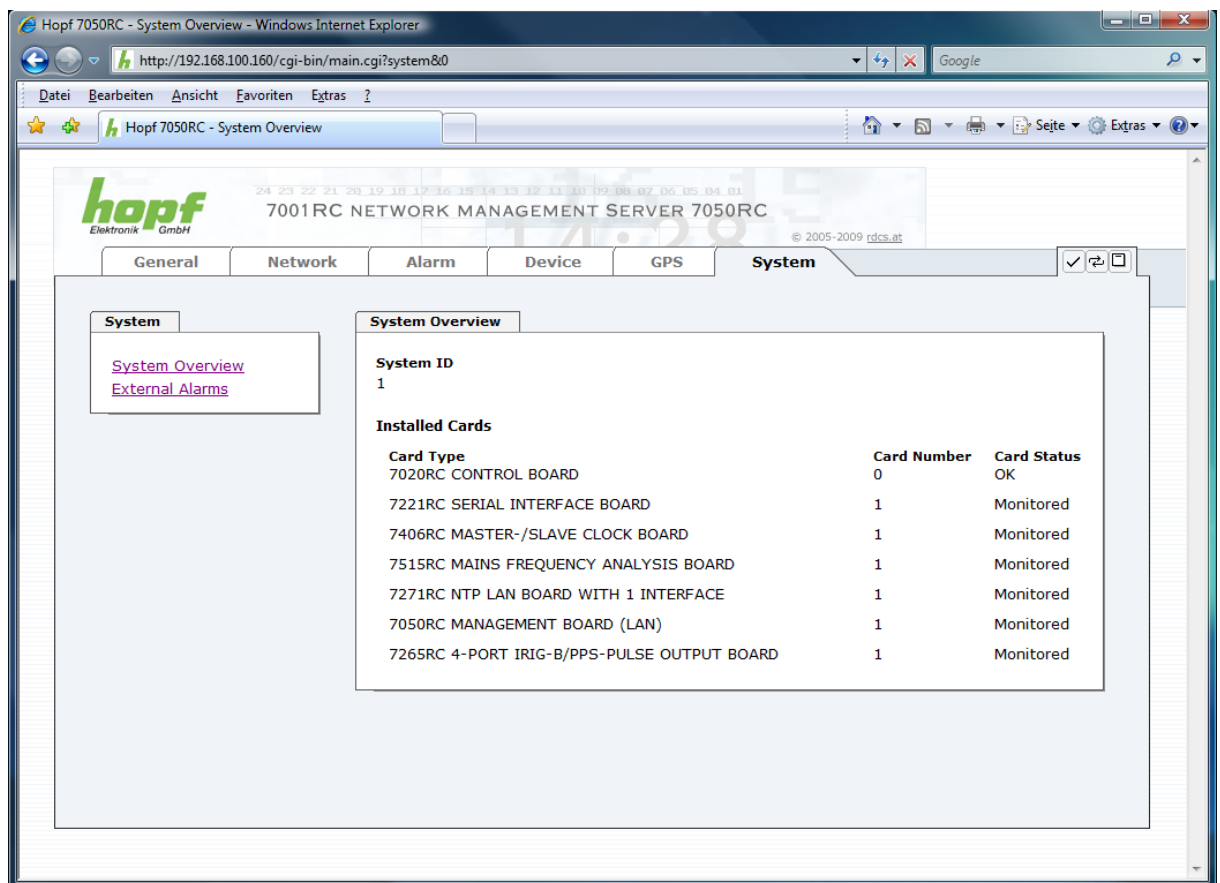 Hopf 7050RC - System Overview - Windows Internet Explorer
http://192.168.100.160/cgi-bin/main.cgi?system&0
Google
Datei Bearbeiten Ansicht Favoriten Extras ?
Hopf 7050RC - System Overview
Seite Extras
24 23 22 21 20 19 18 17 16 15 14 13 12 11 10 09 08 07 06 05 04 01
hopf
Elektronik GmbH
7001RC NETWORK MANAGEMENT SERVER 7050RC
14:28
© 2005-2009 rdcs.at
General Network Alarm Device GPS System
System
System Overview
External Alarms
System Overview
System ID
1
Installed Cards
Card Type Card Number Card Status
7020RC CONTROL BOARD 0 OK
7221RC SERIAL INTERFACE BOARD 1 Monitored
7406RC MASTER-/SLAVE CLOCK BOARD 1 Monitored
7515RC MAINS FREQUENCY ANALYSIS BOARD 1 Monitored
7271RC NTP LAN BOARD WITH 1 INTERFACE 1 Monitored
7050RC MANAGEMENT BOARD (LAN) 1 Monitored
7265RC 4-PORT IRIG-B/PPS-PULSE OUTPUT BOARD 1 Monitored